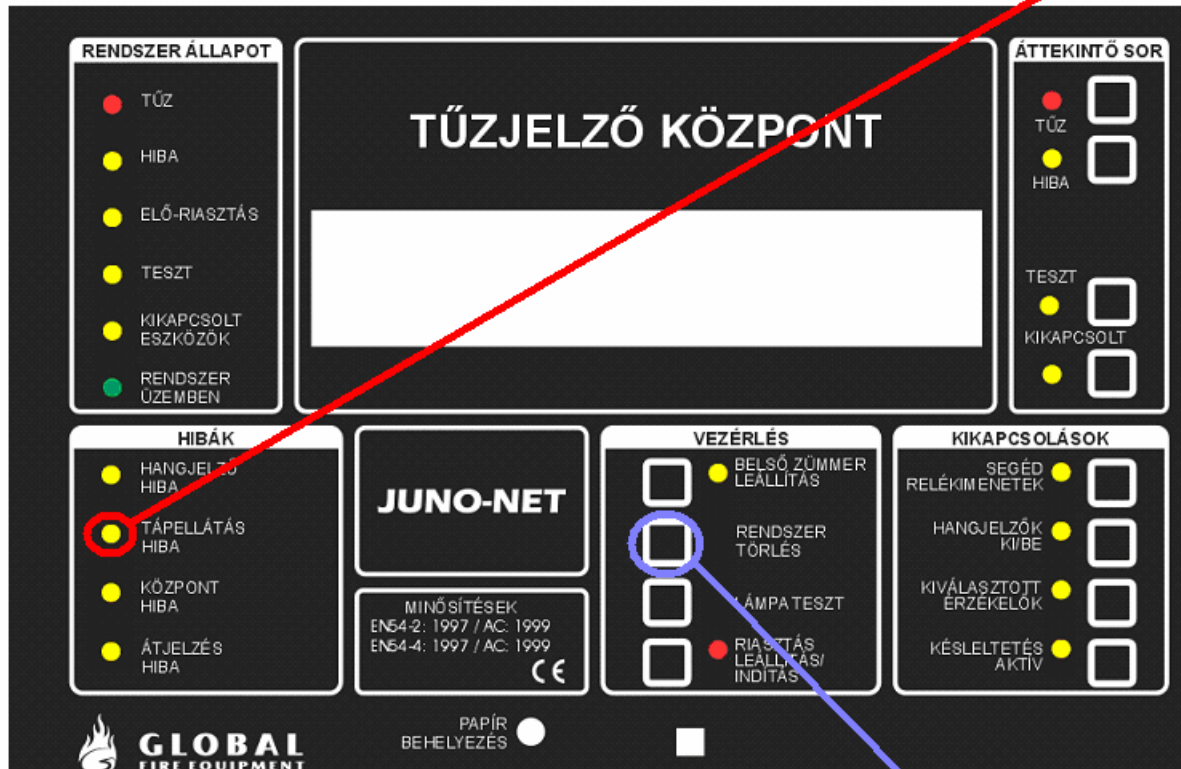 RENDSZER ÁLLAPOT
TŰZ
HIBA
ELŐ-RIASZTÁS
TESZT
KIKAPCSOLT
ESZKÖZÖK
RENDSZER
ÜZEMBEN
TŰZJELZŐ KÖZPONT
ÁTTEKINTŐ SOR
TŰZ
HIBA
TESZT
KIKAPCSOLT
HIBÁK
HANGJELZŐ
HIBA
TÁPELLÁTÁS
HIBA
KÖZPONT
HIBA
ÁTJELZÉS
HIBA
JUNO-NET
MINŐSÍTÉSEK
EN54-2: 1997 / AC: 1999
EN54-4: 1997 / AC: 1999
CE
VEZÉRLÉS
BELSŐ ZÜMMER
LEÁLLÍTÁS
RENDSZER
TÖRLÉS
LÁMPA TESZT
RIASZTÁS
LEÁLLÍTÁS/
INDÍTÁS
KIKAPCSOLÁSOK
SEGÉD
RELÉKIMENETEK
HANGJELZŐK
KI/BE
KIVÁLASZTOTT
ÉRZÉKELŐK
KÉSLELTETÉS
AKTÍV
GLOBAL
FIRE EQUIPMENT
PAPÍR
BEHELYEZÉS